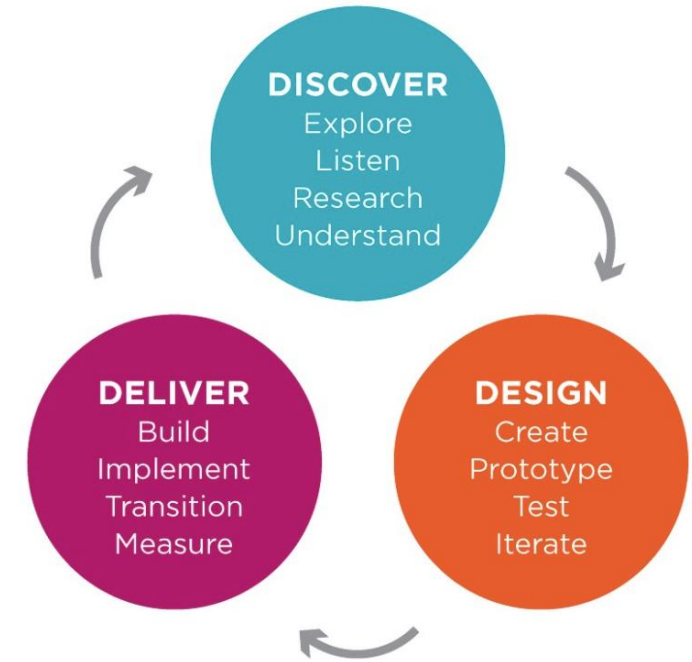 DISCOVER
Explore
Listen
Research
Understand
DESIGN
Create
Prototype
Test
Iterate
DELIVER
Build
Implement
Transition
Measure